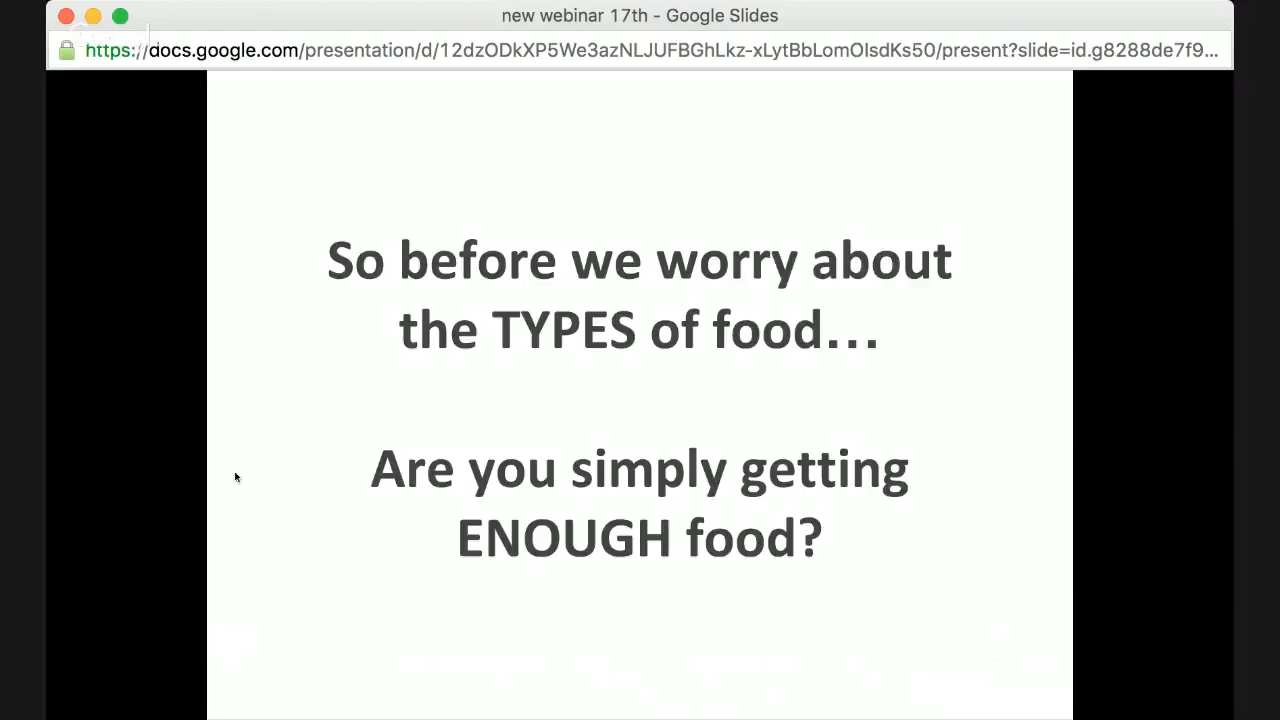 new webinar 17th - Google Slides
https://docs.google.com/presentation/d/12dzODkXP5We3azNLJUFBGhLkz-xLytBbLomOlsdKs50/present?slide=id.g8288de7f9...
So before we worry about
the TYPES of food...
Are you simply getting
ENOUGH food?